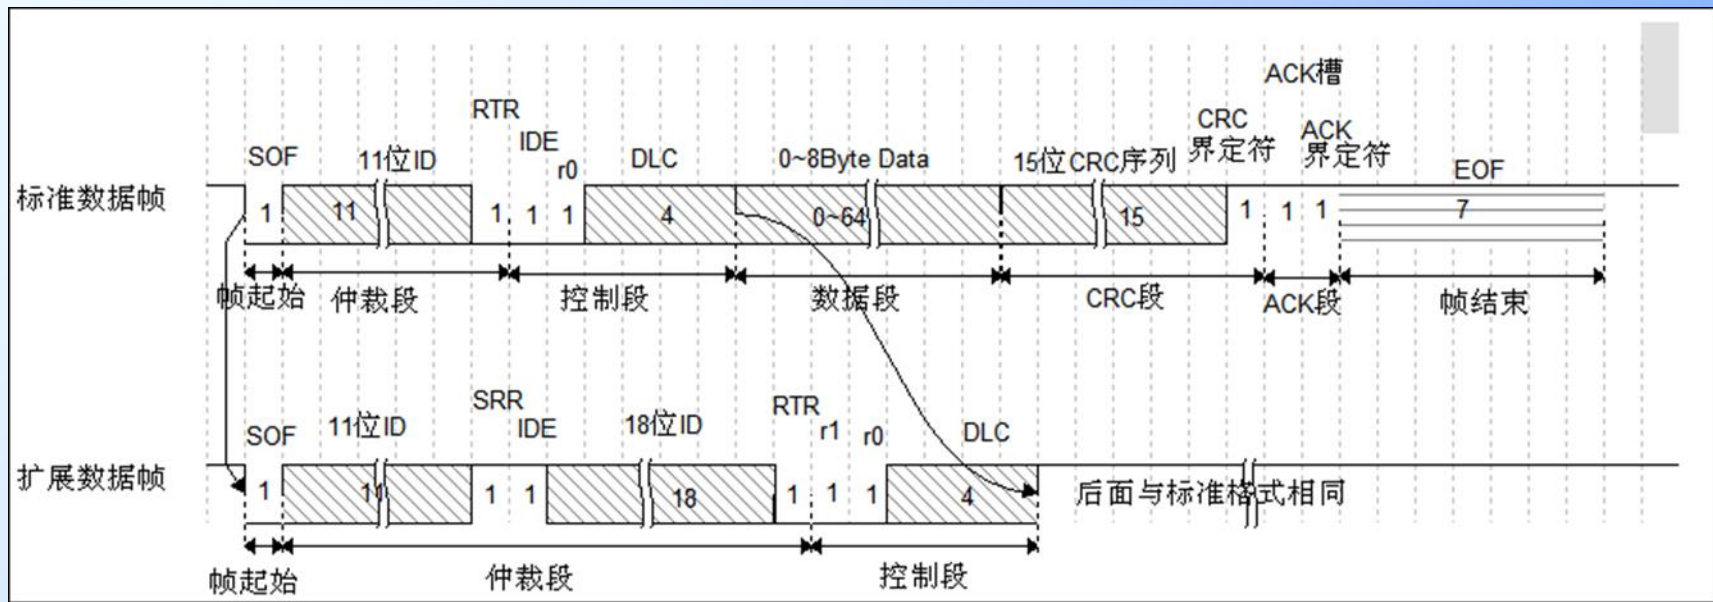 ACK槽
RTR
CRC
界定符
ACK
界定符
SOF
11位ID
IDE
r0
DLC
0~8Byte Data
15位CRC序列
EOF
标准数据帧
1
11
1
1
1
4
0~64
15
1
1
1
7
帧起始
仲裁段
控制段
数据段
CRC段
ACK段
帧结束
SOF
11位ID
SRR
IDE
18位ID
RTR
r1
r0
DLC
扩展数据帧
1
11
1
1
18
1
1
1
4
后面与标准格式相同
帧起始
仲裁段
控制段